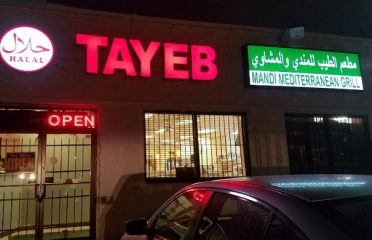 حلال
HALAL
TAYEB
مطعم الطيب للمندي والمشاوي
MANDI MEDITERRANEAN GRILL
OPEN